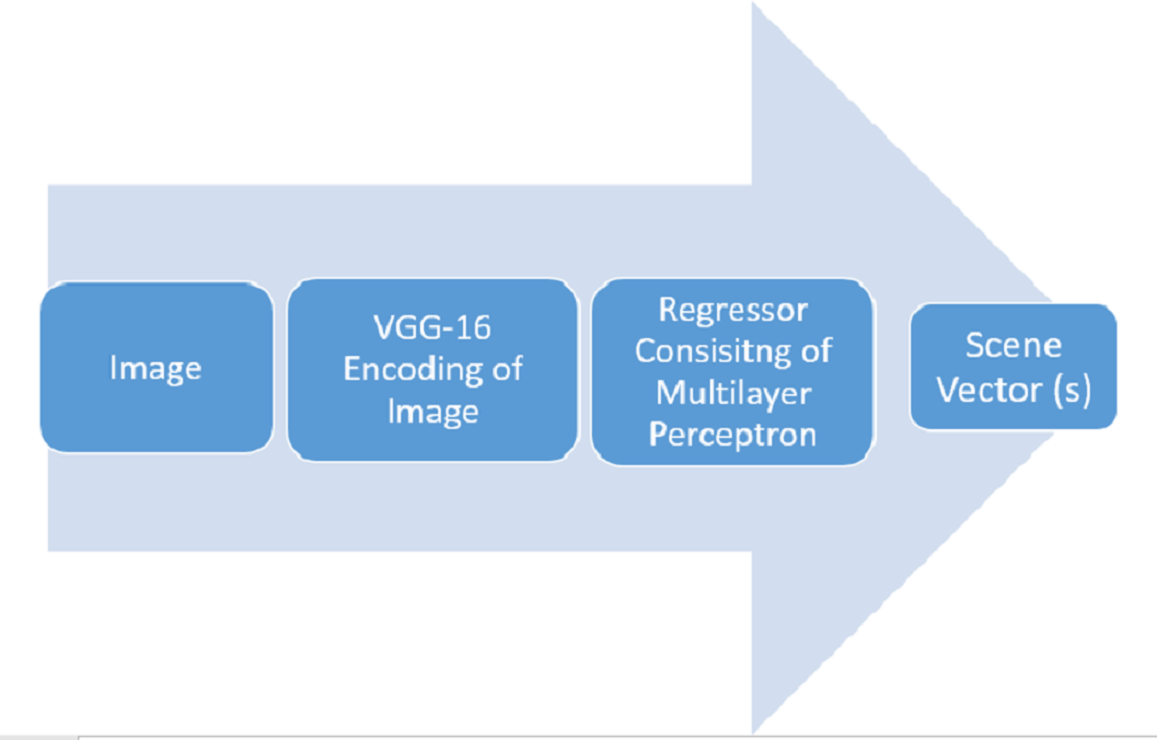 Image
VGG-16
Encoding of
Image
Regressor
Consisitng of
Multilayer
Perceptron
Scene
Vector (s)